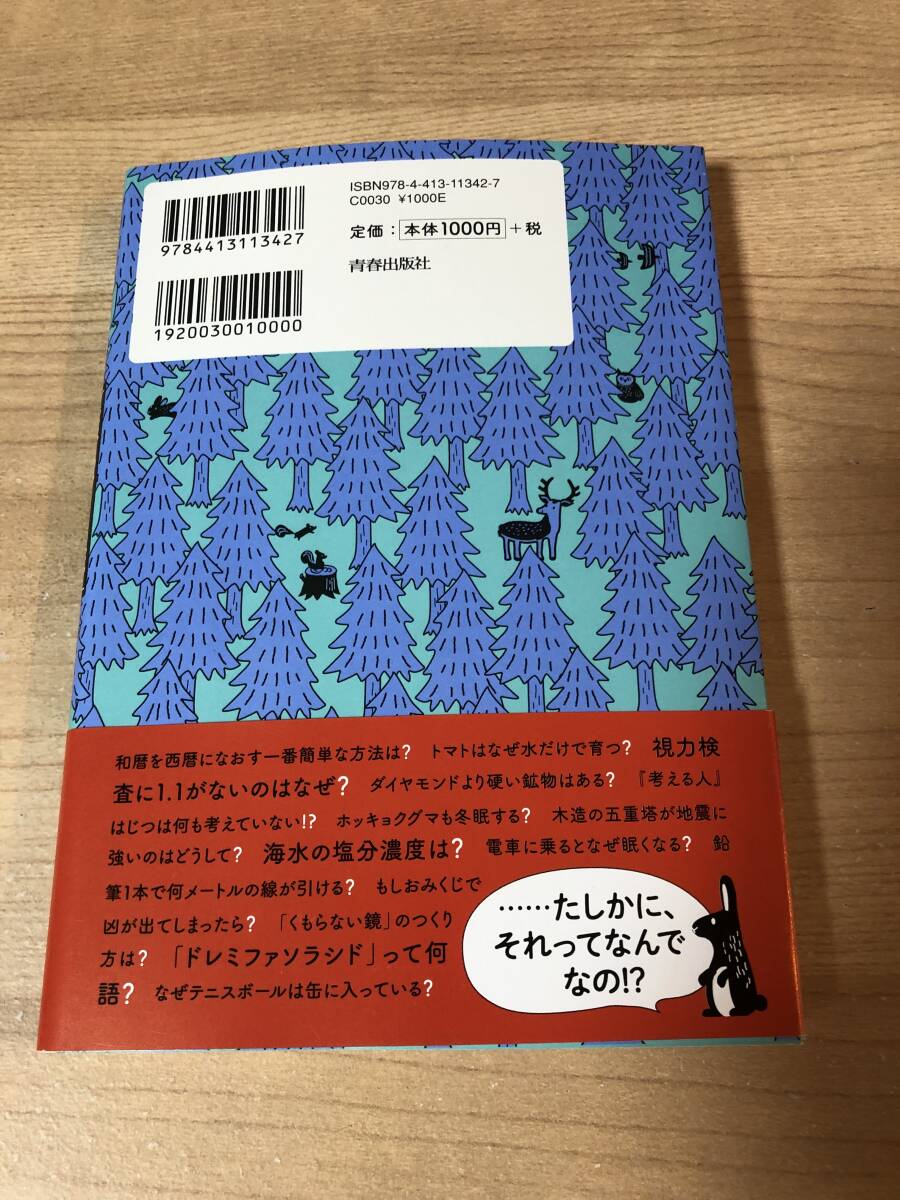 ISBN978-4-413-11342-7
C0030 ¥1000E
定価：本体1000円＋税
青春出版社
9784413113427
1920030010000
和暦を西暦になおす一番簡単な方法は？ トマトはなぜ水だけで育つ？ 視力検
査に1.1がないのはなぜ？ ダイヤモンドより硬い鉱物はある？ 『考える人』
はじつは何も考えていない!? ホッキョクグマも冬眠する？ 木造の五重塔が地震に
強いのはどうして？ 海水の塩分濃度は？ 電車に乗るとなぜ眠くなる？ 鉛
筆1本で何メートルの線が引ける？ もしおみくじで
凶が出てしまったら？ 「くもらない鏡」のつくり
方は？ 「ドレミファソラシド」って何
語？ なぜテニスボールは缶に入っている？
……たしかに、
それってなんで
なの!?